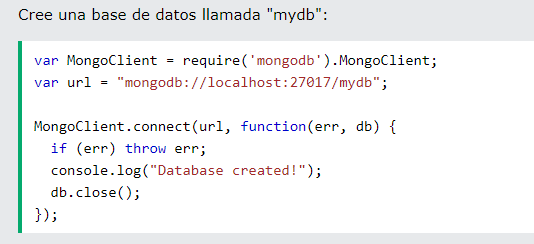 Cree una base de datos llamada "mydb":
var MongoClient = require('mongodb').MongoClient;
var url = "mongodb://localhost:27017/mydb";
MongoClient.connect(url, function(err, db) {
  if (err) throw err;
  console.log("Database created!");
  db.close();
});